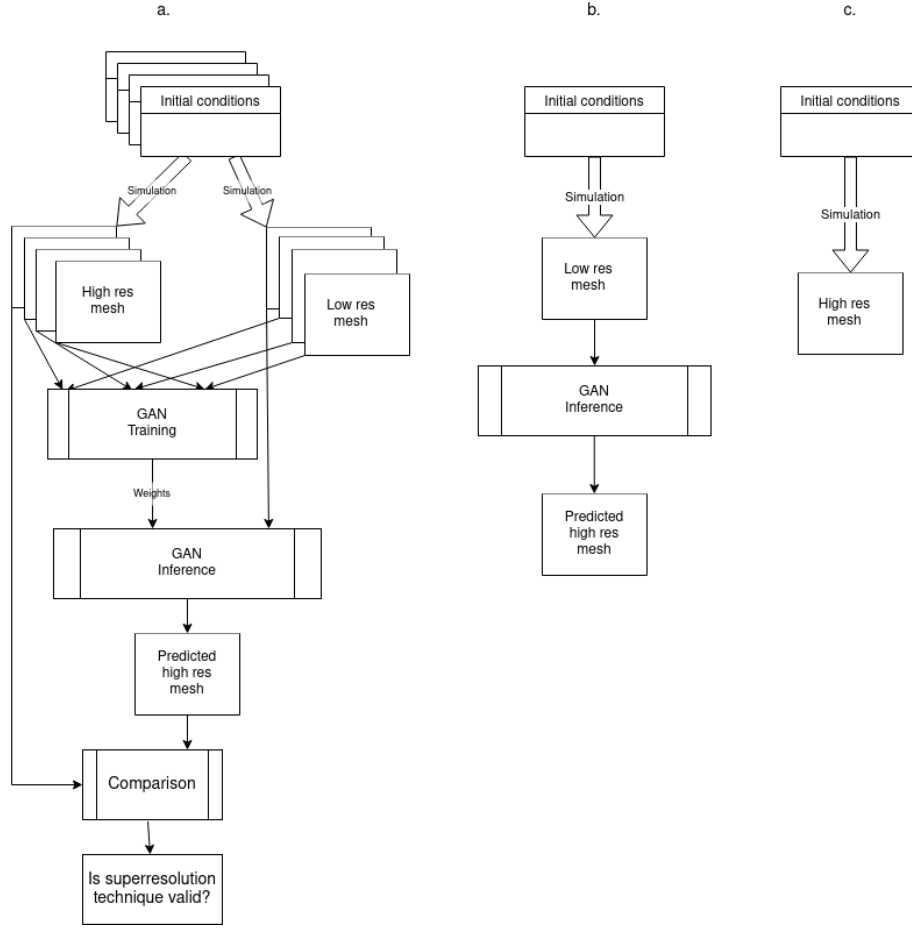 a.
Initial conditions
Simulation
Simulation
High res
mesh
Low res
mesh
GAN
Training
Weights
GAN
Inference
Predicted
high res
mesh
Comparison
Is superresolution
technique valid?
b.
Initial conditions
Simulation
Low res
mesh
GAN
Inference
Predicted
high res
mesh
c.
Initial conditions
Simulation
High res
mesh